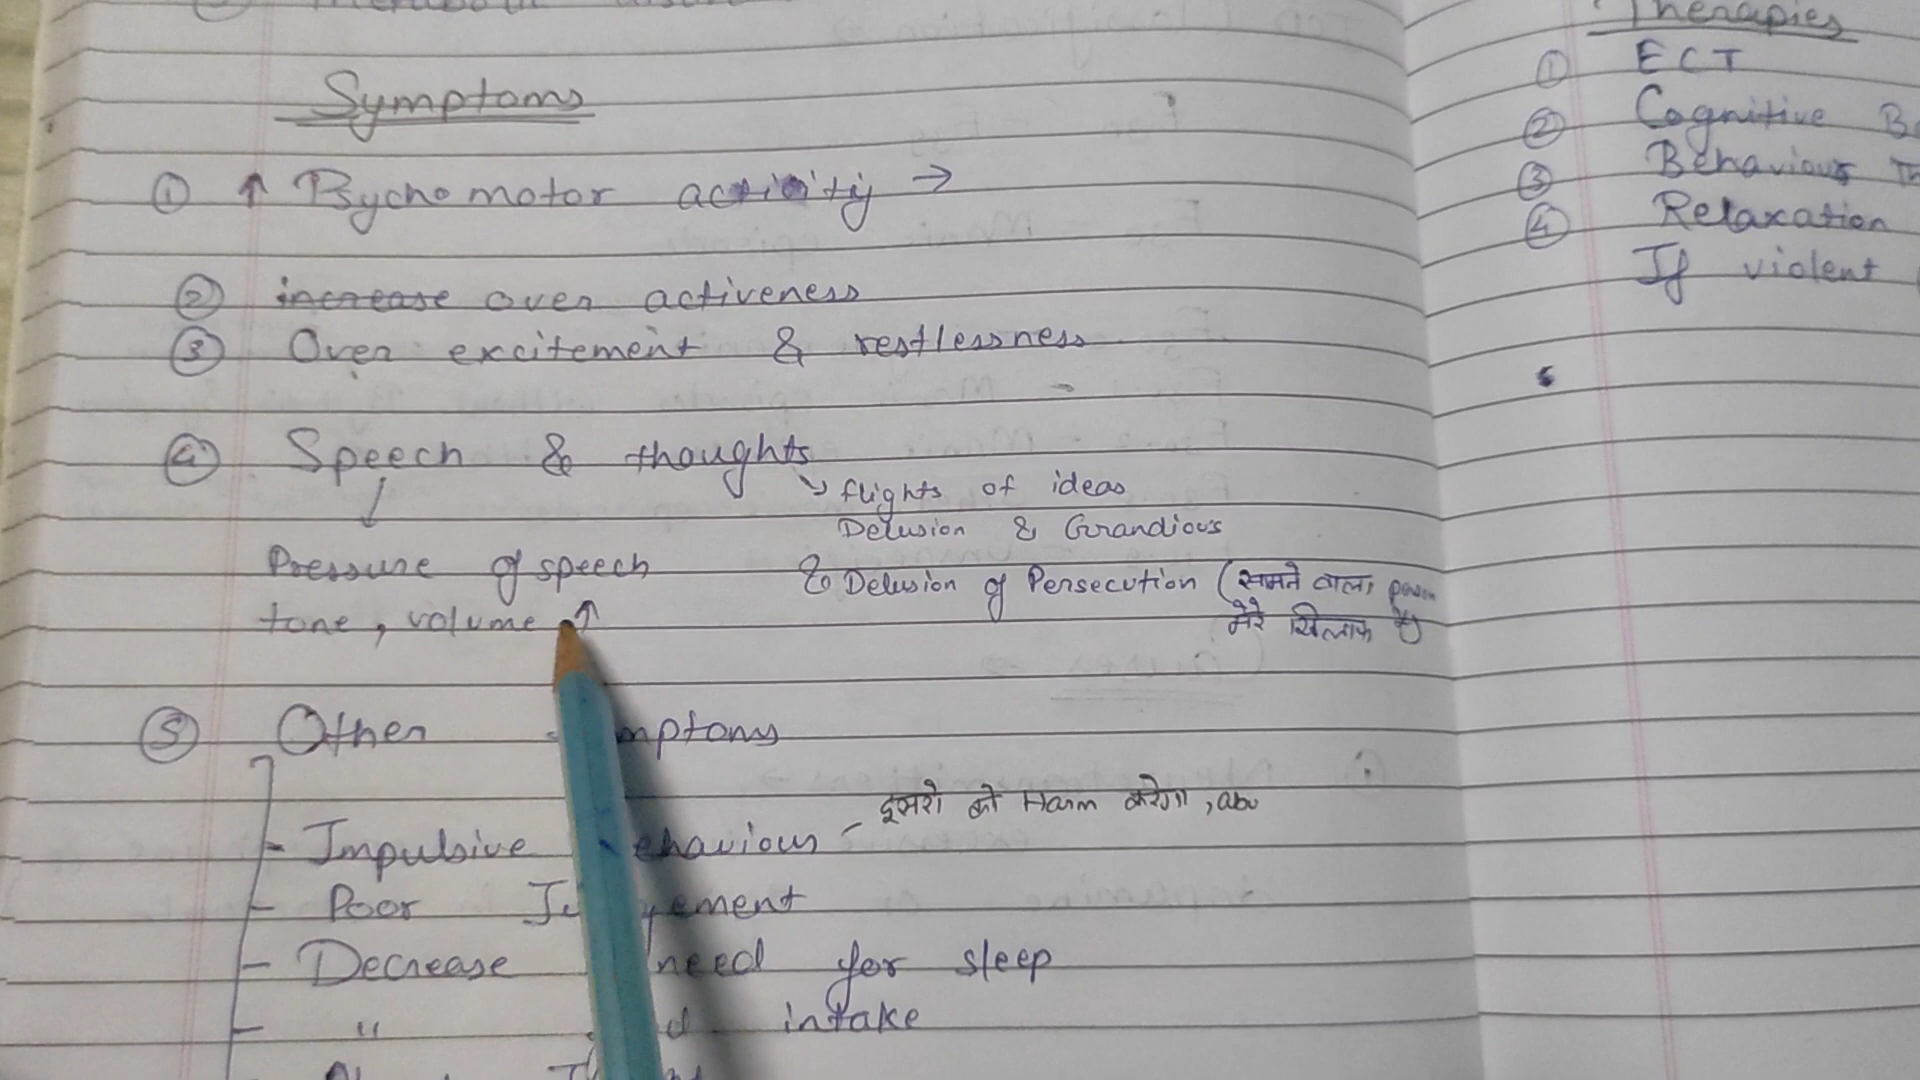 Symptoms
① ↑ Psychomotor activity →
② increase over activeness
③ Over excitement & restlessness
④ Speech & thoughts
↓
↘ flights of ideas
Delusion & Grandious
Pressure of speech
& Delusion of Persecution (सामने वाला person
tone, volume ↑
मेरे खिलाफ है)
⑤ Other
दूसरों को Harm करेगा, abu
- Impulsive
- Poor
- Decrease need for sleep
- " intake
Therapies
① ECT
② Cognitive
③ Behaviour
④ Relaxation
If violent